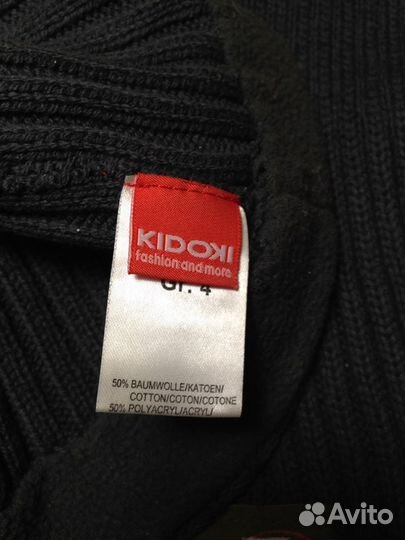 KIDOKI
fashion and more
Gr. 4
50% BAUMWOLLE/KATOEN/
COTTON/COTON/COTONE
50% POLYACRYL/ACRYL/
Avito